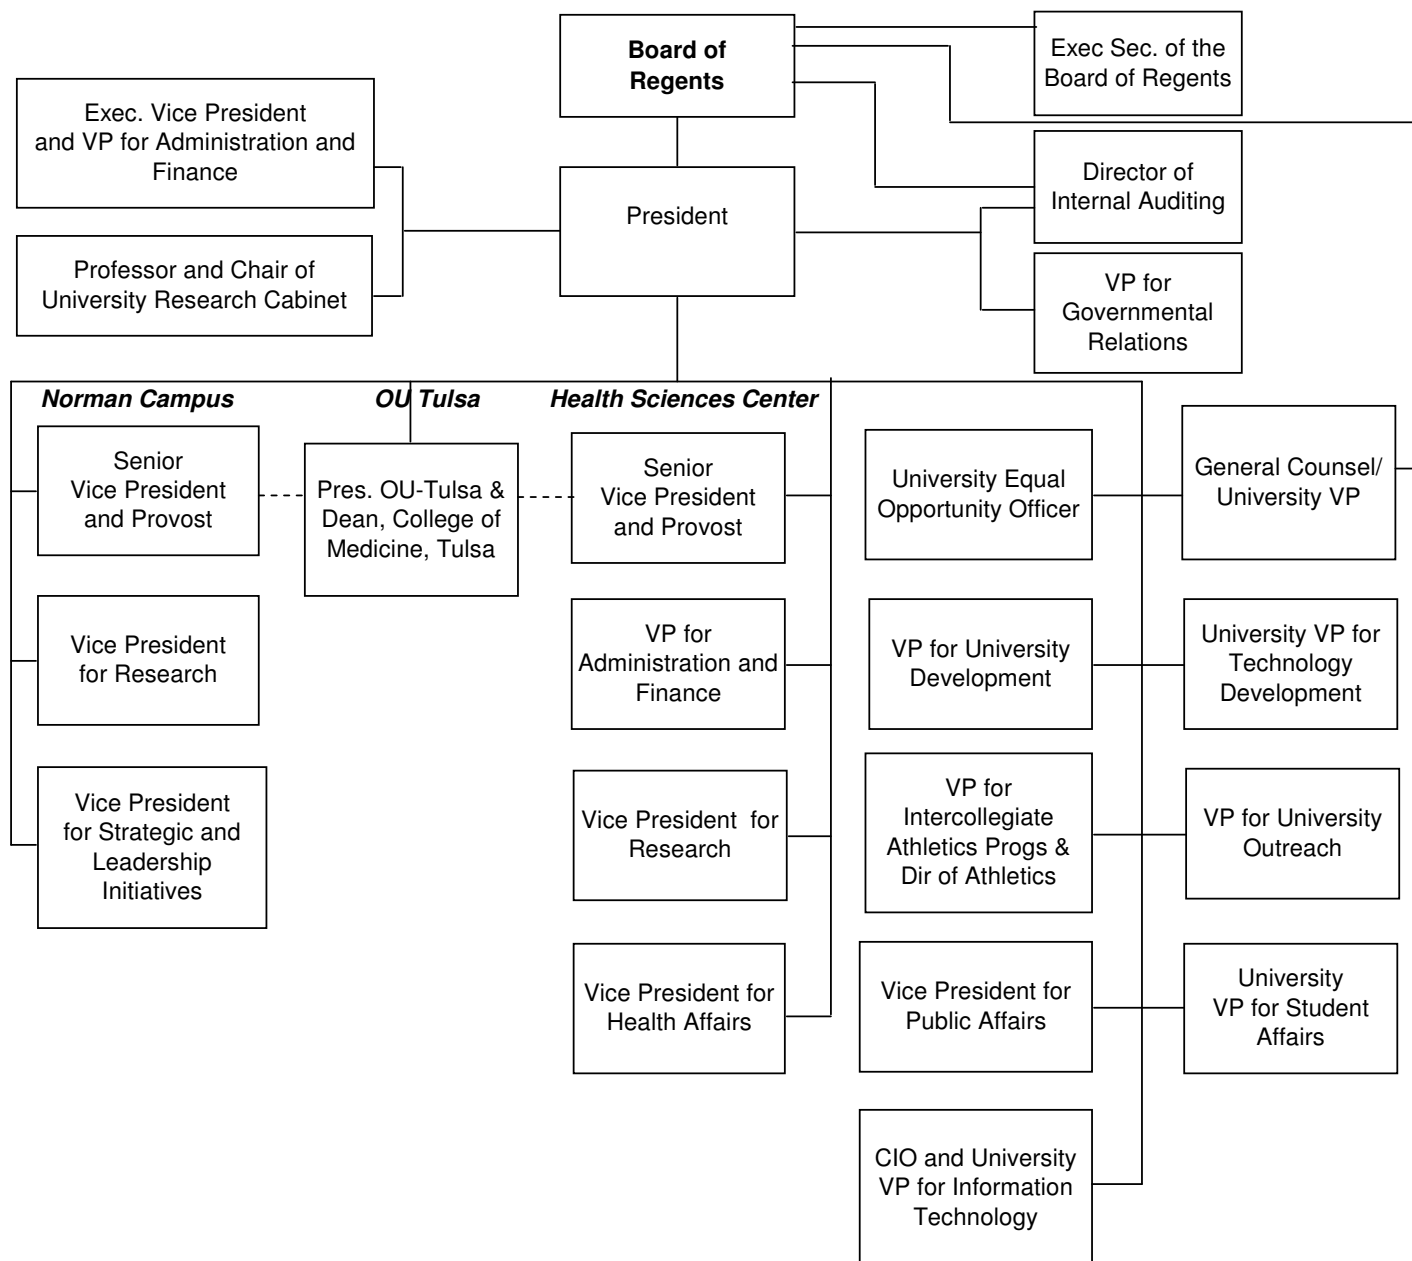 Board of
Regents
Exec Sec. of the
Board of Regents
Exec. Vice President
and VP for Administration and
Finance
Director of
Internal Auditing
President
Professor and Chair of
University Research Cabinet
VP for
Governmental
Relations
Norman Campus
OU Tulsa
Health Sciences Center
Senior
Vice President
and Provost
Pres. OU-Tulsa &
Dean, College of
Medicine, Tulsa
Senior
Vice President
and Provost
University Equal
Opportunity Officer
General Counsel/
University VP
Vice President
for Research
VP for
Administration and
Finance
VP for University
Development
University VP for
Technology
Development
Vice President
for Strategic and
Leadership
Initiatives
Vice President for
Research
VP for
Intercollegiate
Athletics Progs &
Dir of Athletics
VP for University
Outreach
Vice President for
Health Affairs
Vice President for
Public Affairs
University
VP for Student
Affairs
CIO and University
VP for Information
Technology